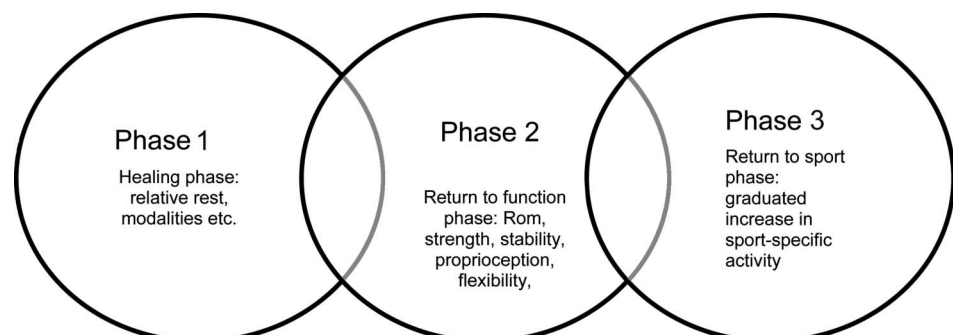 Phase 1
Healing phase:
relative rest,
modalities etc.
Phase 2
Return to function
phase: Rom,
strength, stability,
proprioception,
flexibility,
Phase 3
Return to sport
phase:
graduated
increase in
sport-specific
activity